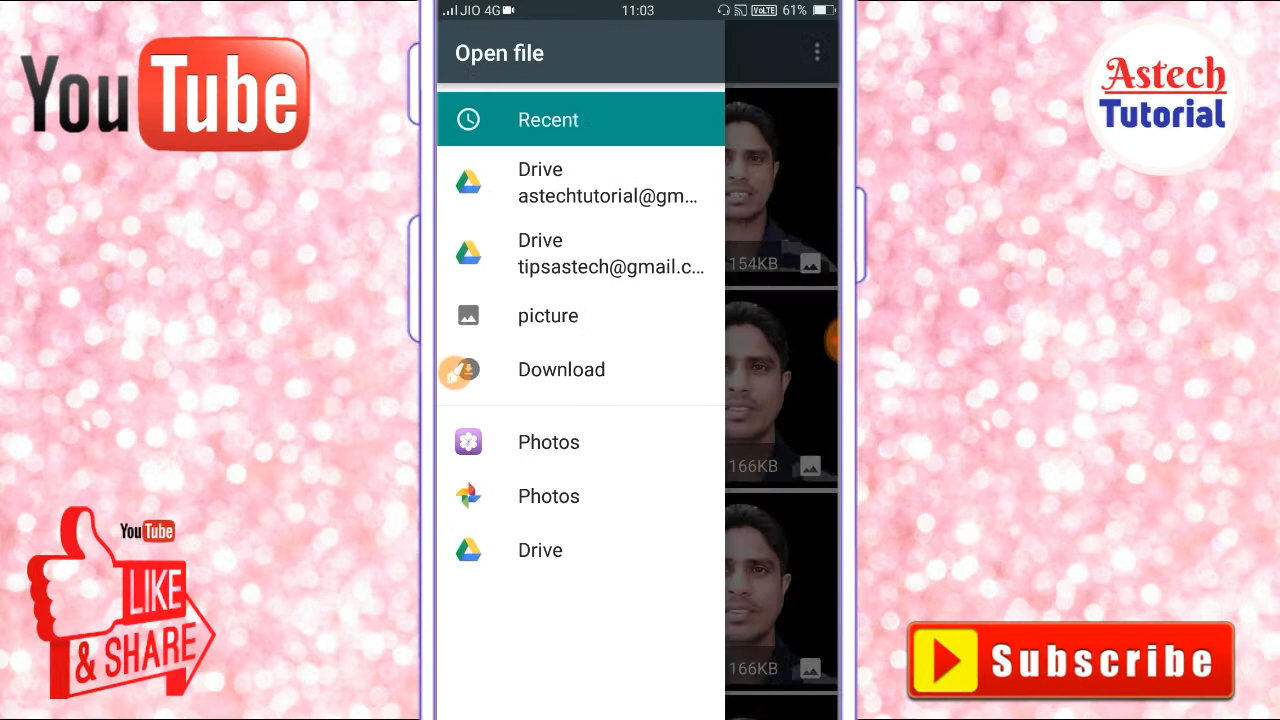 YouTube
JIO 4G
11:03
VoLTE 61%
Astech
Tutorial
Open file
Recent
Drive
astechtutorial@gm...
Drive
tipsastech@gmail.c...
picture
Download
Photos
Photos
Drive
154KB
166KB
166KB
YouTube
LIKE
& SHARE
Subscribe